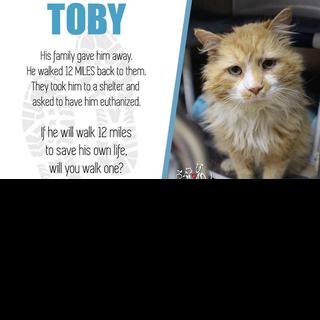 TOBY
His family gave him away.
He walked 12 MILES back to them.
They took him to a shelter and
asked to have him euthanized.
If he will walk 12 miles
to save his own life,
will you walk one?